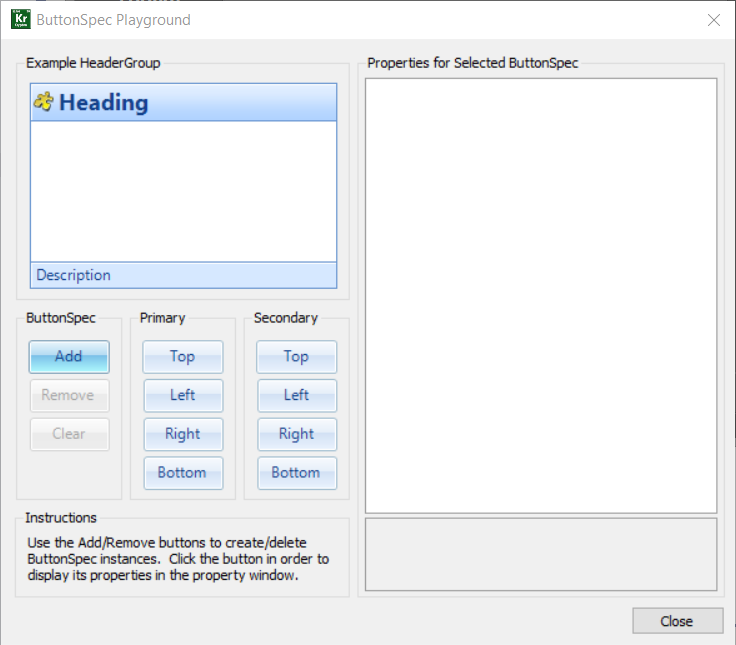 Kr
ButtonSpec Playground
Example HeaderGroup
Heading
Description
ButtonSpec
Add
Remove
Clear
Primary
Top
Left
Right
Bottom
Secondary
Top
Left
Right
Bottom
Instructions
Use the Add/Remove buttons to create/delete
ButtonSpec instances. Click the button in order to
display its properties in the property window.
Properties for Selected ButtonSpec
Close